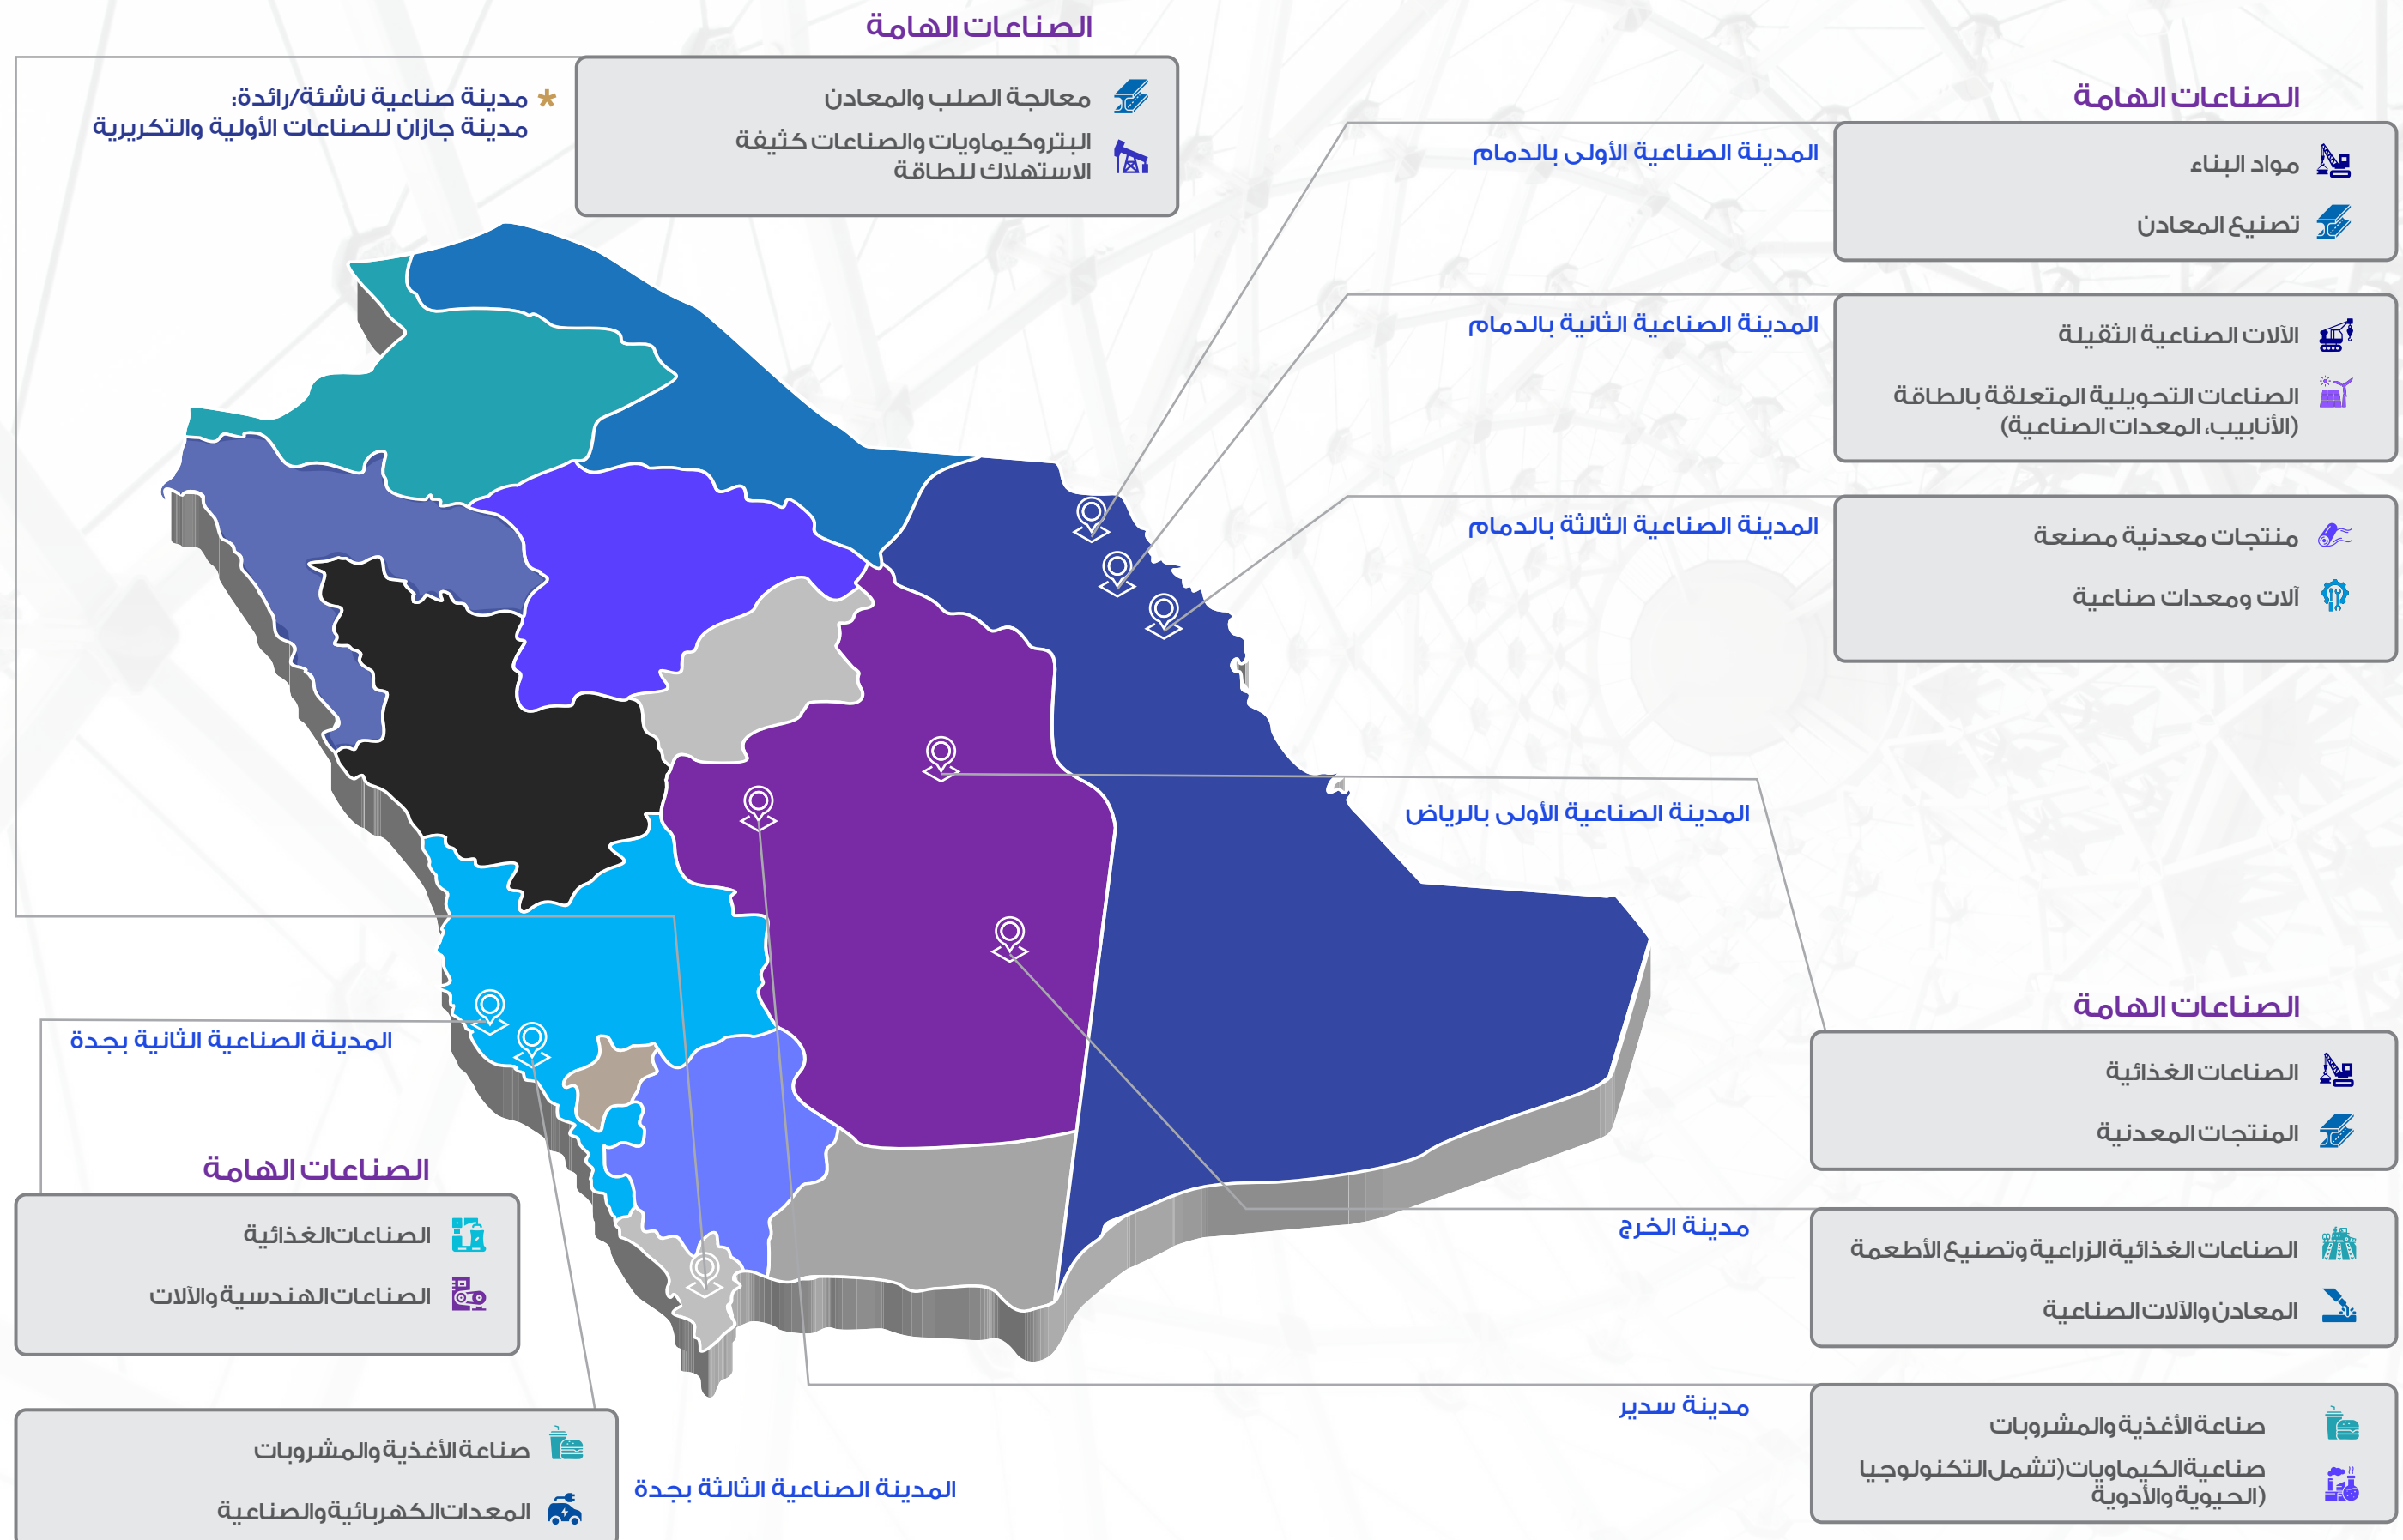 الصناعات الهامة
معالجة الصلب والمعادن
البتروكيماويات والصناعات كثيفة
الاستهلاك للطاقة
* مدينة صناعية ناشئة/رائدة:
مدينة جازان للصناعات الأولية والتكريرية
الصناعات الهامة
المدينة الصناعية الأولى بالدمام
مواد البناء
تصنيع المعادن
المدينة الصناعية الثانية بالدمام
الآلات الصناعية الثقيلة
الصناعات التحويلية المتعلقة بالطاقة
(الأنابيب، المعدات الصناعية)
المدينة الصناعية الثالثة بالدمام
منتجات معدنية مصنعة
آلات ومعدات صناعية
المدينة الصناعية الأولى بالرياض
الصناعات الهامة
الصناعات الغذائية
المنتجات المعدنية
مدينة الخرج
الصناعات الغذائية الزراعية وتصنيع الأطعمة
المعادن والآلات الصناعية
مدينة سدير
صناعة الأغذية والمشروبات
صناعية الكيماويات (تشمل التكنولوجيا
الحيوية والأدوية)
المدينة الصناعية الثانية بجدة
الصناعات الهامة
الصناعات الغذائية
الصناعات الهندسية والآلات
المدينة الصناعية الثالثة بجدة
صناعة الأغذية والمشروبات
المعدات الكهربائية والصناعية